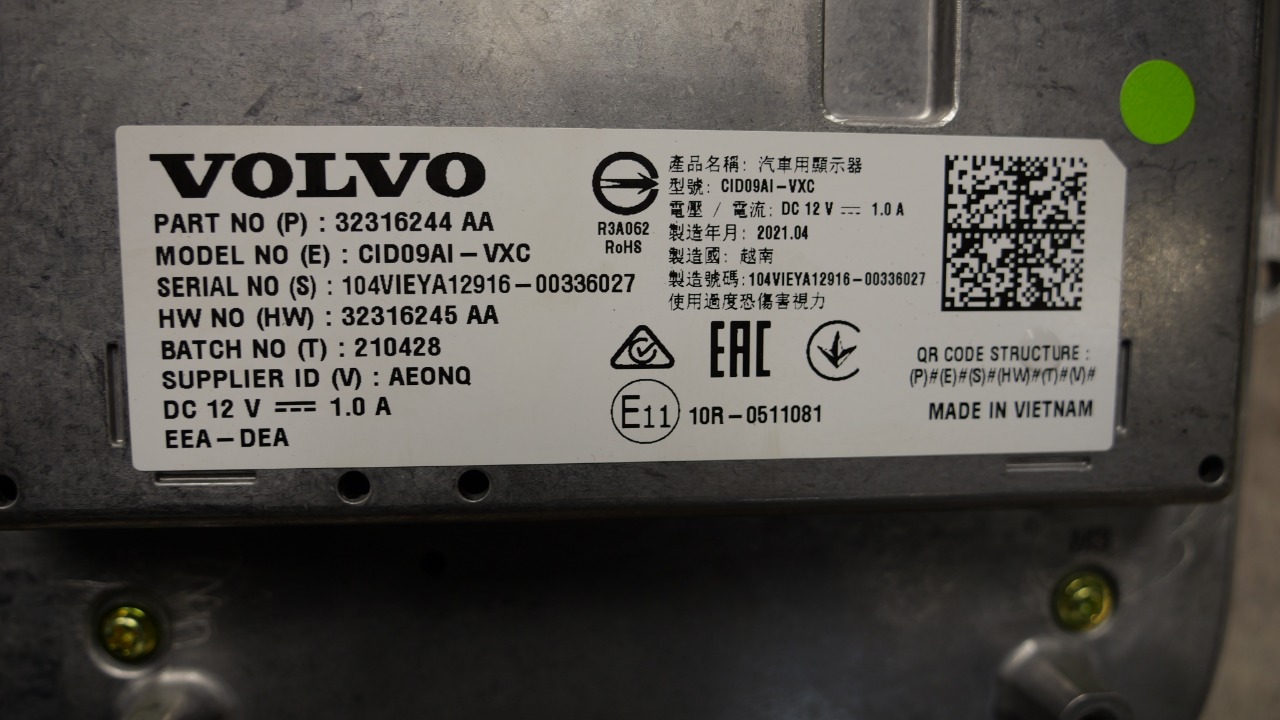 VOLVO
PART NO (P) : 32316244 AA
MODEL NO (E) : CID09AI-VXC
SERIAL NO (S) : 104VIEYA12916-00336027
HW NO (HW) : 32316245 AA
BATCH NO (T) : 210428
SUPPLIER ID (V) : AEONQ
DC 12 V ⎓ 1.0 A
EEA-DEA
R3A062
RoHS
產品名稱: 汽車用顯示器
型號: CID09AI-VXC
電壓 / 電流: DC 12 V ⎓ 1.0 A
製造年月: 2021.04
製造國: 越南
製造號碼: 104VIEYA12916-00336027
使用過度恐傷害視力
EAC
E11 10R-0511081
QR CODE STRUCTURE :
(P)#(E)#(S)#(HW)#(T)#(V)#
MADE IN VIETNAM